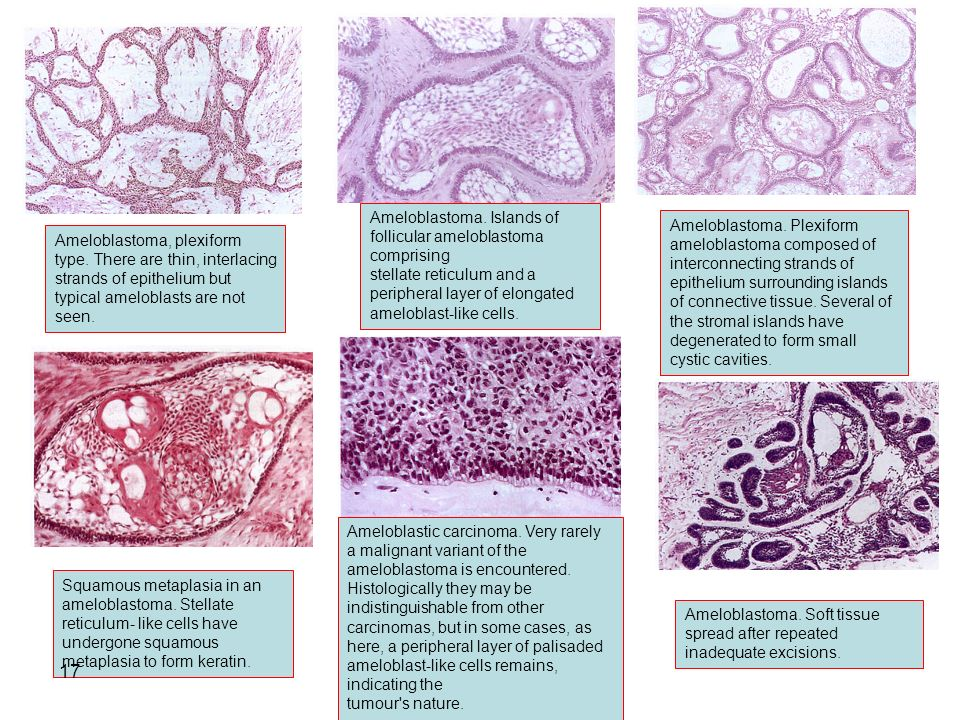 Ameloblastoma, plexiform
type. There are thin, interlacing
strands of epithelium but
typical ameloblasts are not
seen.
Ameloblastoma. Islands of
follicular ameloblastoma
comprising
stellate reticulum and a
peripheral layer of elongated
ameloblast-like cells.
Ameloblastoma. Plexiform
ameloblastoma composed of
interconnecting strands of
epithelium surrounding islands
of connective tissue. Several of
the stromal islands have
degenerated to form small
cystic cavities.
Squamous metaplasia in an
ameloblastoma. Stellate
reticulum- like cells have
undergone squamous
metaplasia to form keratin.
17
Ameloblastic carcinoma. Very rarely
a malignant variant of the
ameloblastoma is encountered.
Histologically they may be
indistinguishable from other
carcinomas, but in some cases, as
here, a peripheral layer of palisaded
ameloblast-like cells remains,
indicating the
tumour's nature.
Ameloblastoma. Soft tissue
spread after repeated
inadequate excisions.